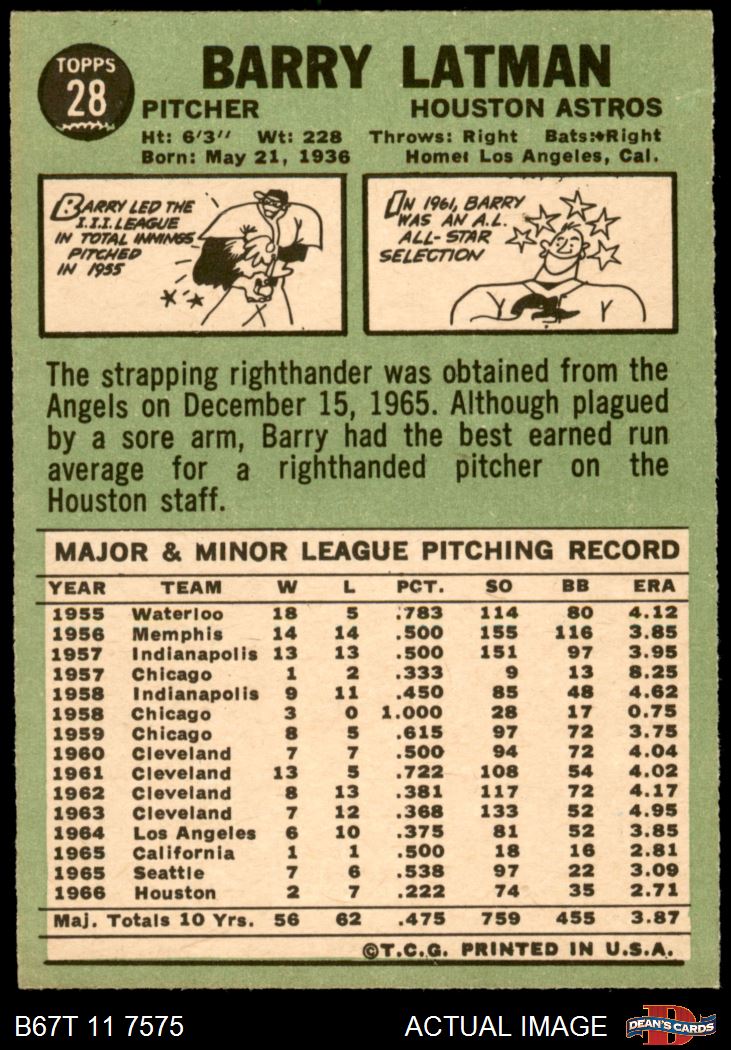 TOPPS
28
BARRY LATMAN
PITCHER HOUSTON ASTROS
Ht: 6'3" Wt: 228 Throws: Right Bats: Right
Born: May 21, 1936 Home: Los Angeles, Cal.
BARRY LED THE
I.I.I. LEAGUE
IN TOTAL INNINGS
PITCHED
IN 1955
IN 1961, BARRY
WAS AN A.L.
ALL-STAR
SELECTION
The strapping righthander was obtained from the
Angels on December 15, 1965. Although plagued
by a sore arm, Barry had the best earned run
average for a righthanded pitcher on the
Houston staff.
MAJOR & MINOR LEAGUE PITCHING RECORD
YEAR TEAM W L PCT. SO BB ERA
1955 Waterloo 18 5 .783 114 80 4.12
1956 Memphis 14 14 .500 155 116 3.85
1957 Indianapolis 13 13 .500 151 97 3.95
1957 Chicago 1 2 .333 9 13 8.25
1958 Indianapolis 9 11 .450 85 48 4.62
1958 Chicago 3 0 1.000 28 17 0.75
1959 Chicago 8 5 .615 97 72 3.75
1960 Cleveland 7 7 .500 94 72 4.04
1961 Cleveland 13 5 .722 108 54 4.02
1962 Cleveland 8 13 .381 117 72 4.17
1963 Cleveland 7 12 .368 133 52 4.95
1964 Los Angeles 6 10 .375 81 52 3.85
1965 California 1 1 .500 18 16 2.81
1965 Seattle 7 6 .538 97 22 3.09
1966 Houston 2 7 .222 74 35 2.71
Maj. Totals 10 Yrs. 56 62 .475 759 455 3.87
©T.C.G. PRINTED IN U.S.A.
B67T 11 7575 ACTUAL IMAGE
D
DEAN'S CARDS